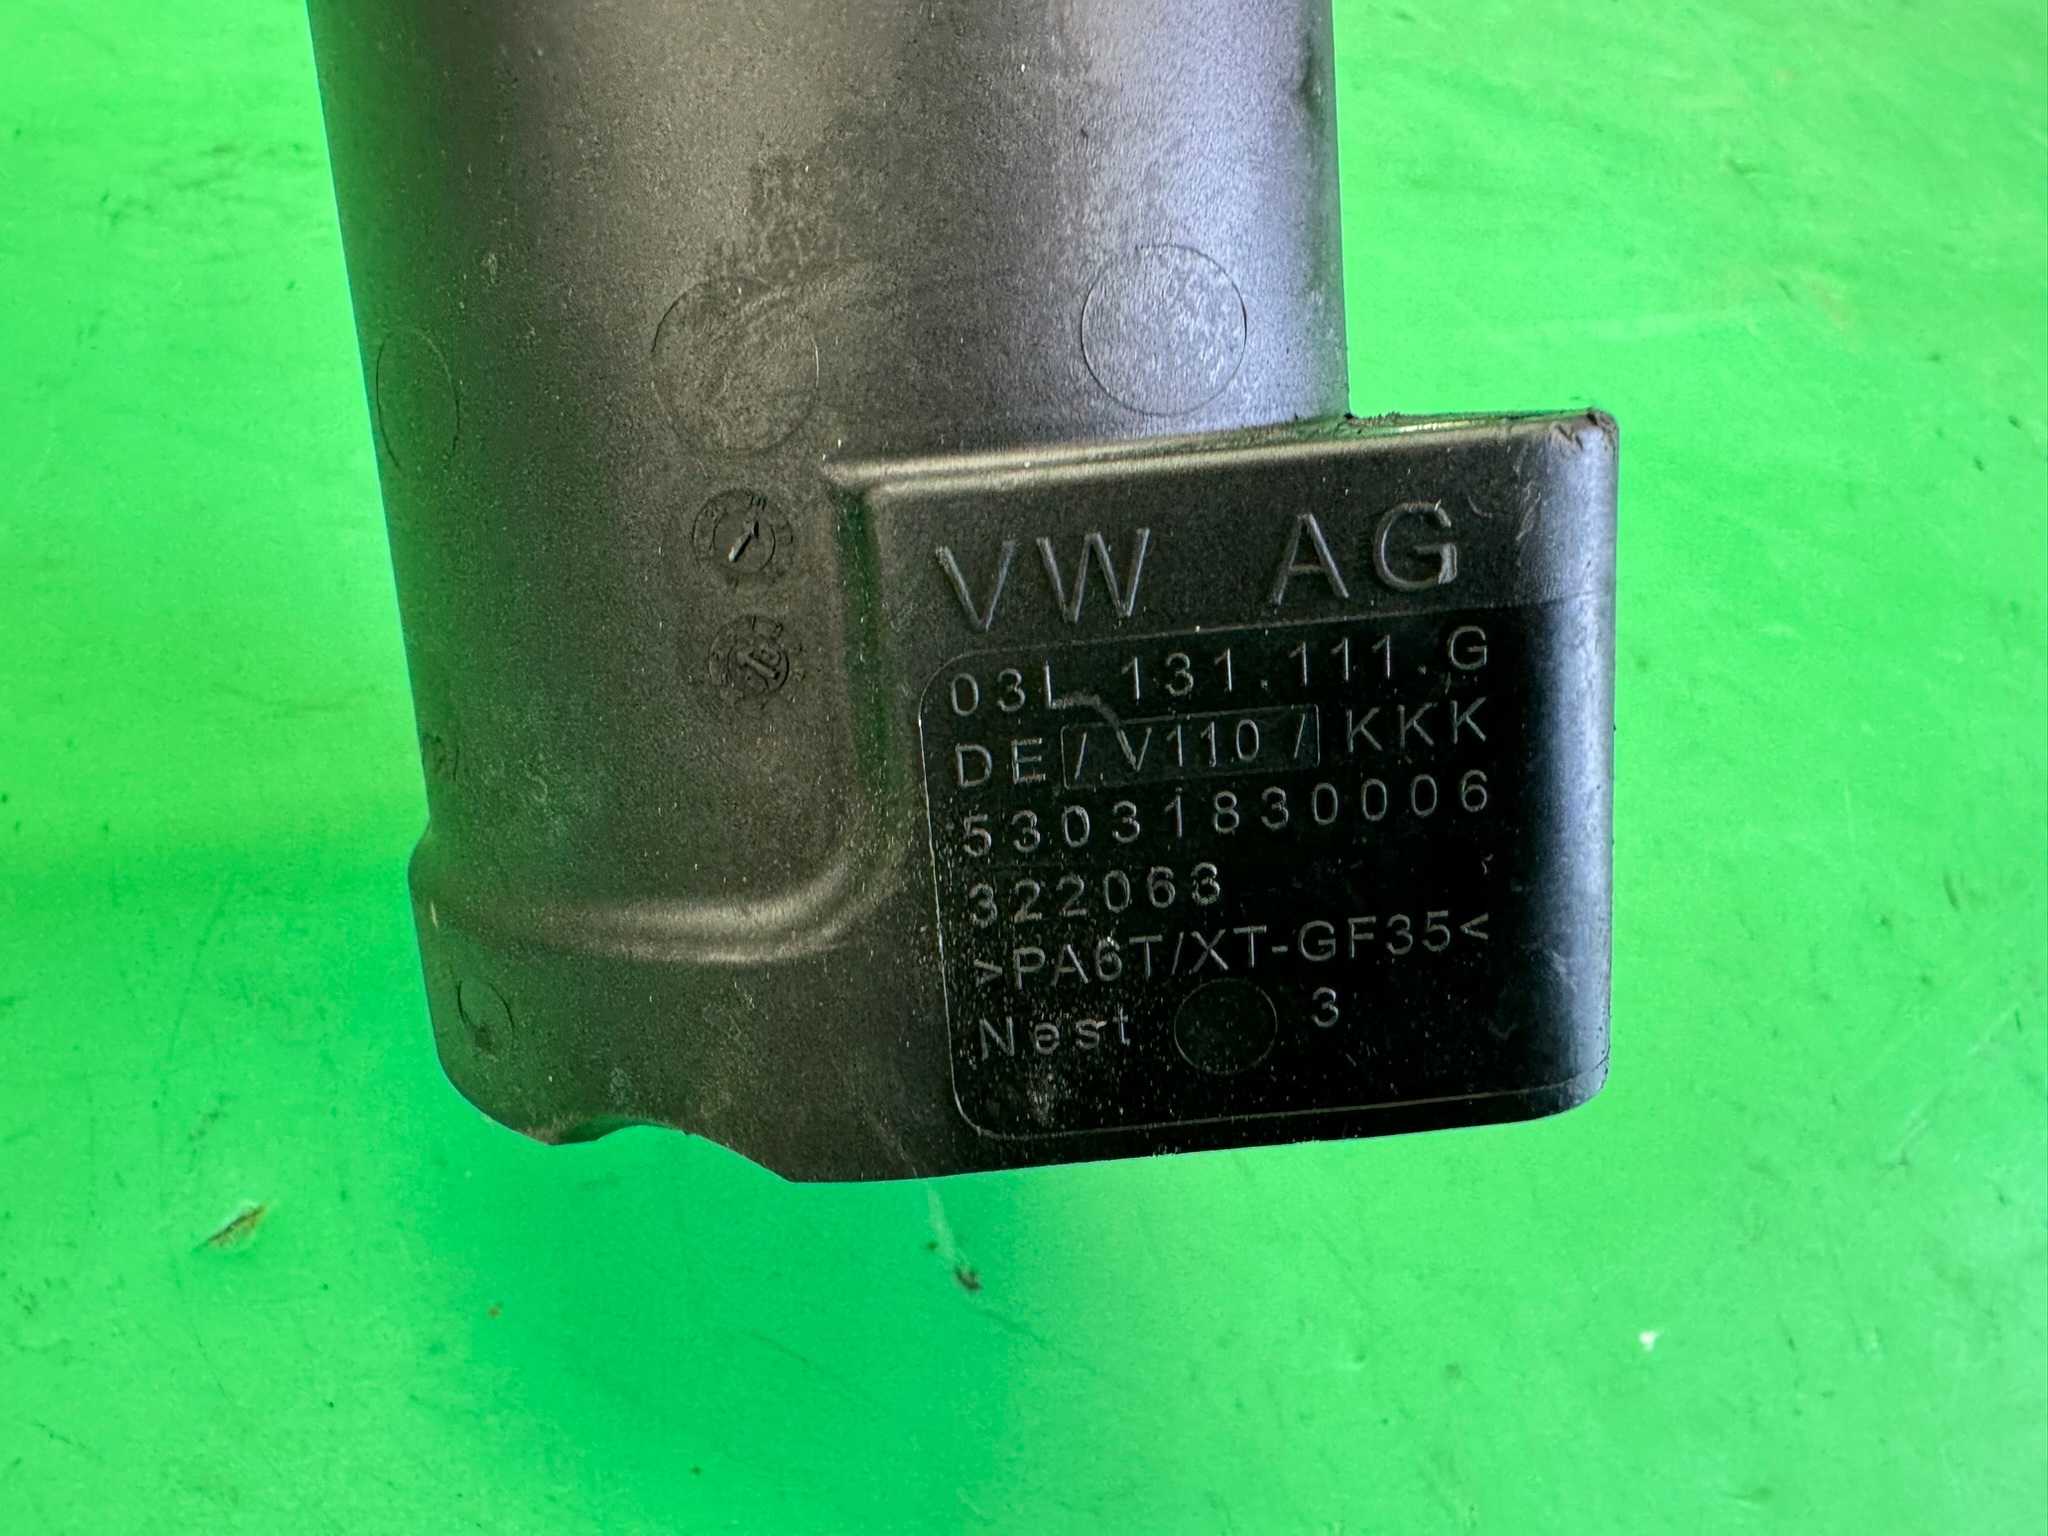 VW AG
03L 131.111.G
DE / V110 / KKK
53031830006
322063
>PA6T/XT-GF35<
Nest 3